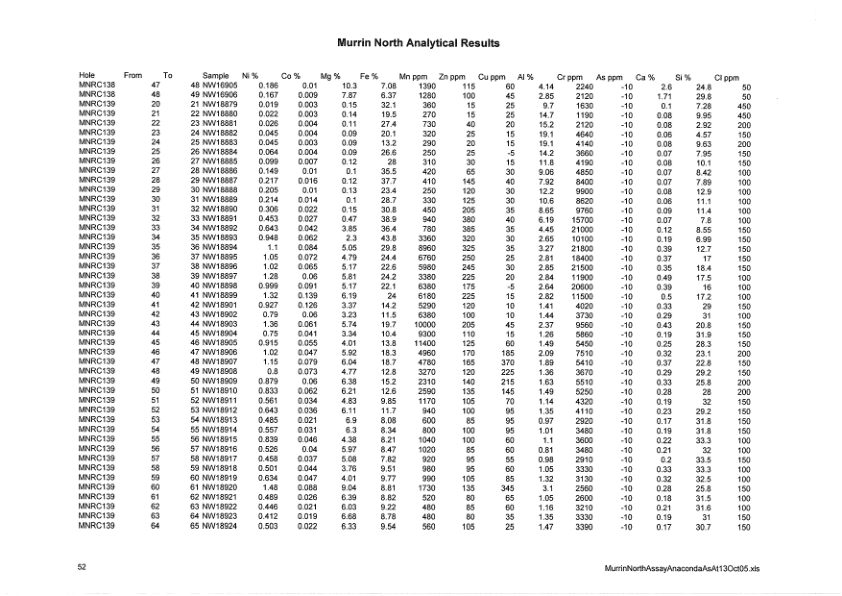 Murrin North Analytical Results
Hole From To Sample Ni % Co % Mg % Fe % Mn ppm Zn ppm Cu ppm Al % Cr ppm As ppm Ca % Si % Cl ppm
MNRC138 47 48 NW16905 0.186 0.01 10.3 7.08 1390 115 60 4.14 2240 -10 2.6 24.8 50
MNRC138 48 49 NW16906 0.167 0.009 7.87 6.37 1280 100 45 2.85 2120 -10 1.71 29.8 50
MNRC139 20 21 NW18879 0.019 0.003 0.15 32.1 360 15 25 9.7 1630 -10 0.1 7.28 450
MNRC139 21 22 NW18880 0.022 0.003 0.14 19.5 270 15 25 14.7 1190 -10 0.08 9.95 450
MNRC139 22 23 NW18881 0.026 0.004 0.11 27.4 730 40 20 15.2 2120 -10 0.08 2.92 200
MNRC139 23 24 NW18882 0.045 0.004 0.09 20.1 320 25 15 19.1 4640 -10 0.06 4.57 150
MNRC139 24 25 NW18883 0.045 0.003 0.09 13.2 290 20 15 19.1 4140 -10 0.08 9.63 200
MNRC139 25 26 NW18884 0.064 0.004 0.09 26.6 250 25 -5 14.2 3660 -10 0.07 7.95 150
MNRC139 26 27 NW18885 0.099 0.007 0.12 28 310 30 15 11.8 4190 -10 0.08 10.1 150
MNRC139 27 28 NW18886 0.149 0.01 0.1 35.5 420 65 30 9.06 4850 -10 0.07 8.42 100
MNRC139 28 29 NW18887 0.217 0.016 0.12 37.7 410 145 40 7.92 8400 -10 0.07 7.89 100
MNRC139 29 30 NW18888 0.205 0.01 0.13 23.4 250 120 30 12.2 9900 -10 0.08 12.9 100
MNRC139 30 31 NW18889 0.214 0.014 0.1 28.7 330 125 30 10.6 8620 -10 0.06 11.1 100
MNRC139 31 32 NW18890 0.306 0.022 0.15 30.8 450 205 35 8.65 9760 -10 0.09 11.4 100
MNRC139 32 33 NW18891 0.453 0.027 0.47 38.9 940 380 40 6.19 15700 -10 0.07 7.8 100
MNRC139 33 34 NW18892 0.643 0.042 3.85 36.4 780 385 35 4.45 21000 -10 0.12 8.55 150
MNRC139 34 35 NW18893 0.948 0.062 2.3 43.8 3360 320 30 2.65 10100 -10 0.19 6.99 150
MNRC139 35 36 NW18894 1.1 0.084 5.05 29.8 8960 325 35 3.27 21800 -10 0.39 12.7 150
MNRC139 36 37 NW18895 1.05 0.072 4.79 24.4 6760 250 25 2.81 18400 -10 0.37 17 150
MNRC139 37 38 NW18896 1.02 0.065 5.17 22.6 5980 245 30 2.85 21500 -10 0.35 18.4 150
MNRC139 38 39 NW18897 1.28 0.06 5.81 24.2 3380 225 20 2.84 11900 -10 0.49 17.5 100
MNRC139 39 40 NW18898 0.999 0.091 5.17 22.1 6380 175 -5 2.64 20600 -10 0.39 16 100
MNRC139 40 41 NW18899 1.32 0.139 6.19 24 6180 225 15 2.82 11500 -10 0.5 17.2 100
MNRC139 41 42 NW18901 0.927 0.126 3.37 14.2 5290 120 10 1.41 4020 -10 0.33 29 150
MNRC139 42 43 NW18902 0.79 0.06 3.23 11.5 6380 100 10 1.44 3730 -10 0.29 31 100
MNRC139 43 44 NW18903 1.36 0.061 5.74 19.7 10000 205 45 2.37 9560 -10 0.43 20.8 150
MNRC139 44 45 NW18904 0.75 0.041 3.34 10.4 9300 110 15 1.26 5860 -10 0.19 31.9 150
MNRC139 45 46 NW18905 0.915 0.055 4.01 13.8 11400 125 60 1.49 5450 -10 0.25 28.3 150
MNRC139 46 47 NW18906 1.02 0.047 5.92 18.3 4960 170 185 2.09 7510 -10 0.32 23.1 200
MNRC139 47 48 NW18907 1.15 0.079 6.04 18.7 4780 165 370 1.89 5410 -10 0.37 22.8 150
MNRC139 48 49 NW18908 0.8 0.073 4.77 12.8 3270 120 225 1.36 3670 -10 0.29 29.2 150
MNRC139 49 50 NW18909 0.879 0.06 6.38 15.2 2310 140 215 1.63 5510 -10 0.33 25.8 200
MNRC139 50 51 NW18910 0.833 0.062 6.21 12.6 2590 135 145 1.49 5250 -10 0.28 28 200
MNRC139 51 52 NW18911 0.561 0.034 4.83 9.85 1170 105 70 1.14 4320 -10 0.19 32 150
MNRC139 52 53 NW18912 0.643 0.036 6.11 11.7 940 100 95 1.35 4110 -10 0.23 29.2 150
MNRC139 53 54 NW18913 0.485 0.021 6.9 8.08 600 85 95 0.97 2920 -10 0.17 31.8 150
MNRC139 54 55 NW18914 0.557 0.031 6.3 8.34 800 100 95 1.01 3480 -10 0.19 31.8 150
MNRC139 55 56 NW18915 0.839 0.046 4.38 8.21 1040 100 60 1.1 3600 -10 0.22 33.3 100
MNRC139 56 57 NW18916 0.526 0.04 5.97 8.47 1020 85 60 0.81 3480 -10 0.21 32 100
MNRC139 57 58 NW18917 0.458 0.037 5.08 7.82 920 95 55 0.98 2910 -10 0.2 33.5 150
MNRC139 58 59 NW18918 0.501 0.044 3.76 9.51 980 95 60 1.05 3330 -10 0.33 33.3 100
MNRC139 59 60 NW18919 0.634 0.047 4.01 9.77 990 105 85 1.32 3130 -10 0.32 32.5 100
MNRC139 60 61 NW18920 1.48 0.088 9.04 8.81 1730 135 345 3.1 2560 -10 0.28 25.8 150
MNRC139 61 62 NW18921 0.489 0.026 6.39 8.82 520 80 65 1.05 2600 -10 0.18 31.5 100
MNRC139 62 63 NW18922 0.446 0.021 6.03 9.22 480 85 60 1.16 3210 -10 0.21 31.6 100
MNRC139 63 64 NW18923 0.412 0.019 6.68 8.78 480 80 35 1.35 3330 -10 0.19 31 150
MNRC139 64 65 NW18924 0.503 0.022 6.33 9.54 560 105 25 1.47 3390 -10 0.17 30.7 150
52 MurrinNorthAssayAnacondaAsAt13Oct05.xls